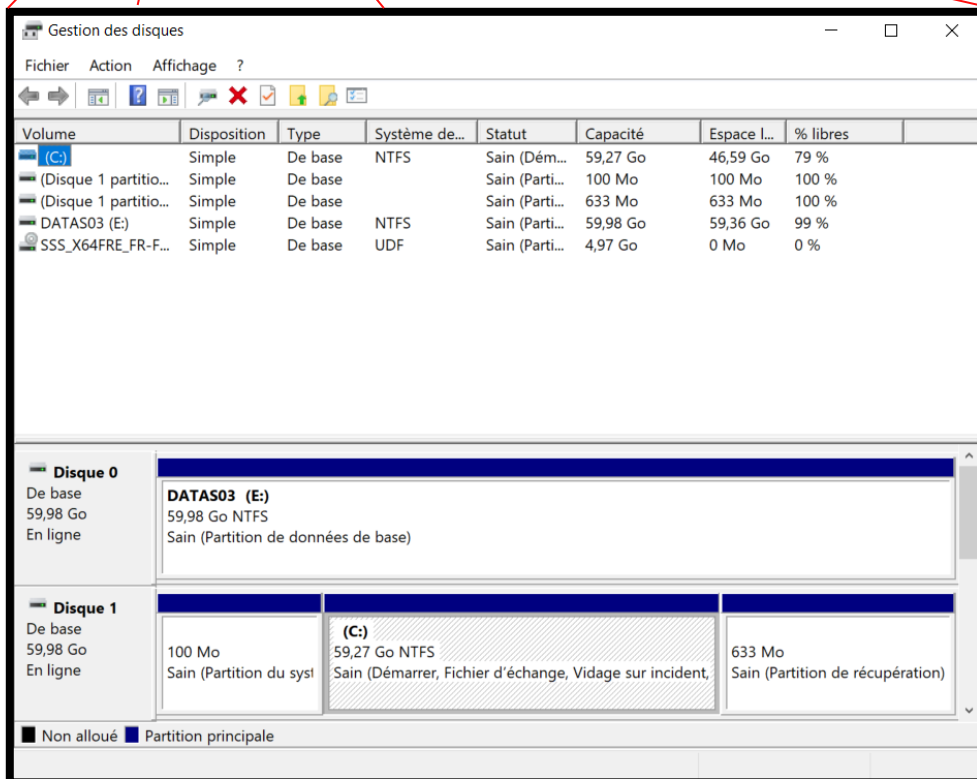 Gestion des disques
Fichier Action Affichage ?
Volume Disposition Type Système de... Statut Capacité Espace l... % libres
(C:) Simple De base NTFS Sain (Dém... 59,27 Go 46,59 Go 79 %
(Disque 1 partitio... Simple De base Sain (Parti... 100 Mo 100 Mo 100 %
(Disque 1 partitio... Simple De base Sain (Parti... 633 Mo 633 Mo 100 %
DATAS03 (E:) Simple De base NTFS Sain (Parti... 59,98 Go 59,36 Go 99 %
SSS_X64FRE_FR-F... Simple De base UDF Sain (Parti... 4,97 Go 0 Mo 0 %
Disque 0
De base
59,98 Go
En ligne
DATAS03 (E:)
59,98 Go NTFS
Sain (Partition de données de base)
Disque 1
De base
59,98 Go
En ligne
100 Mo
Sain (Partition du syst
(C:)
59,27 Go NTFS
Sain (Démarrer, Fichier d'échange, Vidage sur incident,
633 Mo
Sain (Partition de récupération)
Non alloué Partition principale